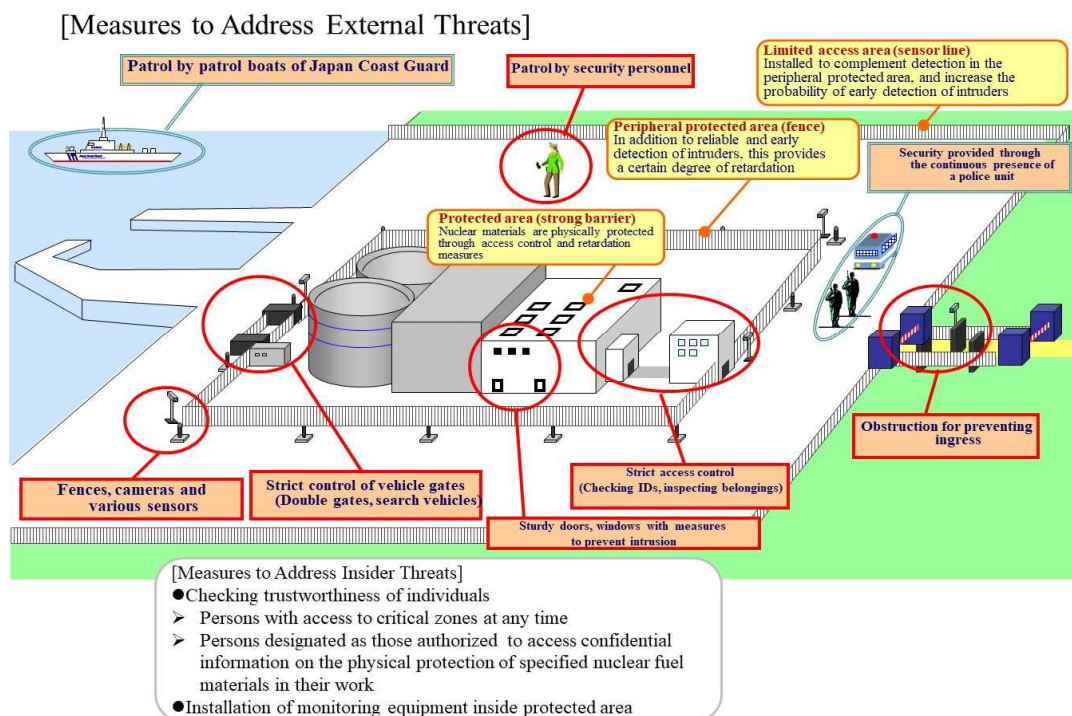 [Measures to Address External Threats]
Patrol by patrol boats of Japan Coast Guard
Patrol by security personnel
Limited access area (sensor line)
Installed to complement detection in the
peripheral protected area, and increase the
probability of early detection of intruders
Peripheral protected area (fence)
In addition to reliable and early
detection of intruders, this provides
a certain degree of retardation
Security provided through
the continuous presence of
a police unit
Protected area (strong barrier)
Nuclear materials are physically protected
through access control and retardation
measures
Obstruction for preventing
ingress
Fences, cameras and
various sensors
Strict control of vehicle gates
(Double gates, search vehicles)
Strict access control
(Checking IDs, inspecting belongings)
Sturdy doors, windows with measures
to prevent intrusion
[Measures to Address Insider Threats]
●Checking trustworthiness of individuals
➢ Persons with access to critical zones at any time
➢ Persons designated as those authorized to access confidential
information on the physical protection of specified nuclear fuel
materials in their work
●Installation of monitoring equipment inside protected area